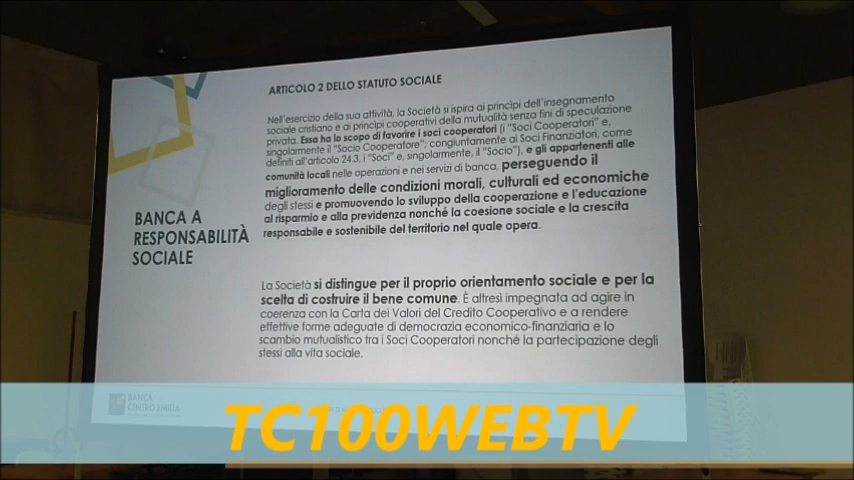 ARTICOLO 2 DELLO STATUTO SOCIALE
Nell'esercizio della sua attività, la Società si ispira ai principi dell'insegnamento
sociale cristiano e ai principi cooperativi della mutualità senza fini di speculazione
privata. Essa ha lo scopo di favorire i soci cooperatori (i "Soci Cooperatori" e,
singolarmente il "Socio Cooperatore"; congiuntamente ai Soci Finanziatori, come
definiti all'articolo 24.3, i "Soci" e, singolarmente, il "Socio"), e gli appartenenti alle
comunità locali nelle operazioni e nei servizi di banca, perseguendo il
miglioramento delle condizioni morali, culturali ed economiche
degli stessi e promuovendo lo sviluppo della cooperazione e l'educazione
al risparmio e alla previdenza nonché la coesione sociale e la crescita
responsabile e sostenibile del territorio nel quale opera.
BANCA A
RESPONSABILITÀ
SOCIALE
La Società si distingue per il proprio orientamento sociale e per la
scelta di costruire il bene comune. È altresì impegnata ad agire in
coerenza con la Carta dei Valori del Credito Cooperativo e a rendere
effettive forme adeguate di democrazia economico-finanziaria e lo
scambio mutualistico tra i Soci Cooperatori nonché la partecipazione degli
stessi alla vita sociale.
BANCA
CENTRO EMILIA
TC100WEBTV